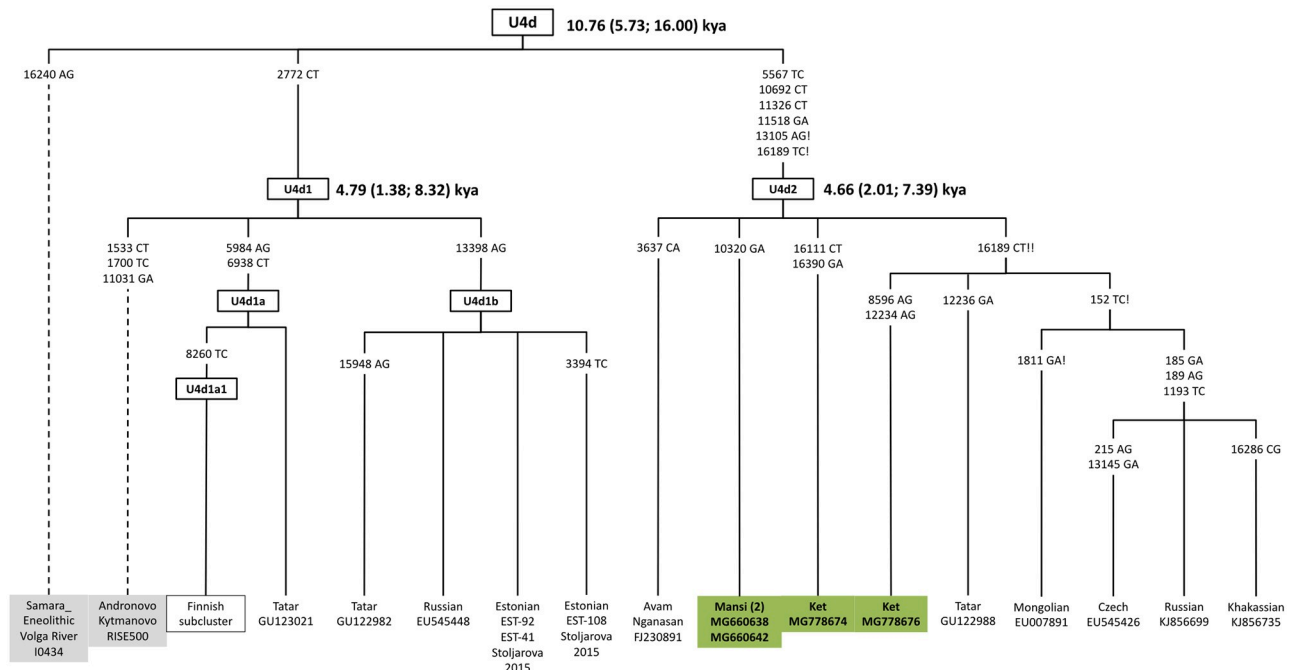 U4d 10.76 (5.73; 16.00) kya
16240 AG
2772 CT
5567 TC
10692 CT
11326 CT
11518 GA
13105 AG!
16189 TC!
U4d1 4.79 (1.38; 8.32) kya
U4d2 4.66 (2.01; 7.39) kya
1533 CT
1700 TC
11031 GA
5984 AG
6938 CT
13398 AG
3637 CA
10320 GA
16111 CT
16390 GA
16189 CT!!
U4d1a
U4d1b
8596 AG
12234 AG
12236 GA
152 TC!
8260 TC
15948 AG
3394 TC
1811 GA!
185 GA
189 AG
1193 TC
U4d1a1
215 AG
13145 GA
16286 CG
Samara_
Eneolithic
Volga River
I0434
Andronovo
Kytmanovo
RISE500
Finnish
subcluster
Tatar
GU123021
Tatar
GU122982
Russian
EU545448
Estonian
EST-92
EST-41
Stoljarova
2015
Estonian
EST-108
Stoljarova
2015
Avam
Nganasan
FJ230891
Mansi (2)
MG660638
MG660642
Ket
MG778674
Ket
MG778676
Tatar
GU122988
Mongolian
EU007891
Czech
EU545426
Russian
KJ856699
Khakassian
KJ856735